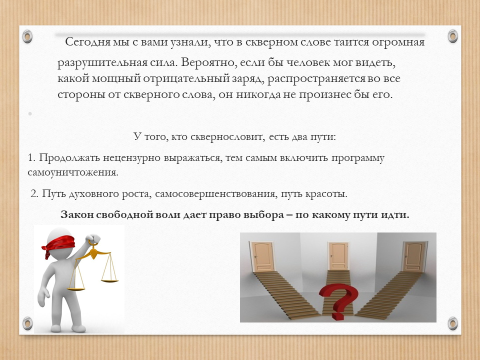 Сегодня мы с вами узнали, что в скверном слове таится огромная
разрушительная сила. Вероятно, если бы человек мог видеть,
какой мощный отрицательный заряд, распространяется во все
стороны от скверного слова, он никогда не произнес бы его.
У того, кто сквернословит, есть два пути:
1. Продолжать нецензурно выражаться, тем самым включить программу
самоуничтожения.
2. Путь духовного роста, самосовершенствования, путь красоты.
Закон свободной воли дает право выбора – по какому пути идти.
?